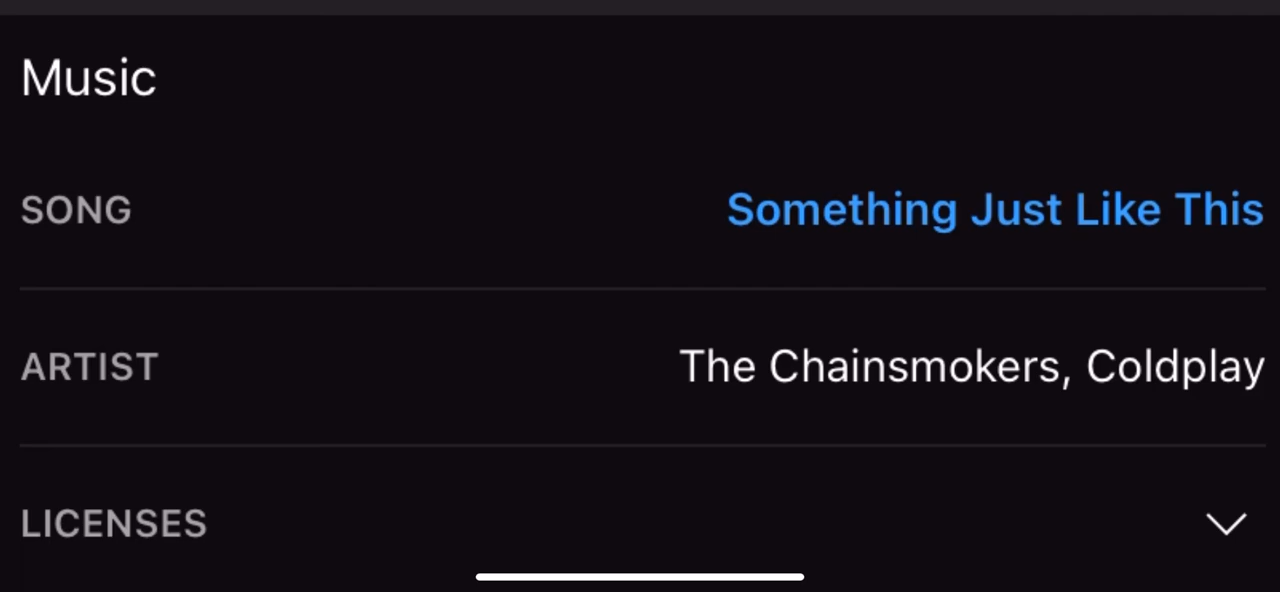 Music
SONG Something Just Like This
ARTIST The Chainsmokers, Coldplay
LICENSES